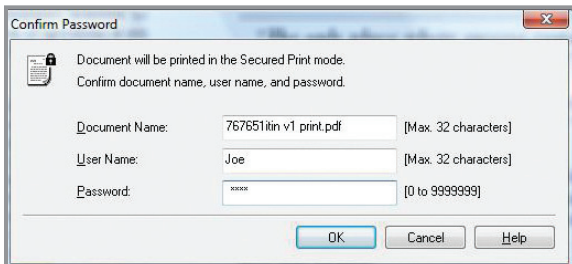 Confirm Password
Document will be printed in the Secured Print mode.
Confirm document name, user name, and password.
Document Name: 767651itin v1 print.pdf [Max. 32 characters]
User Name: Joe [Max. 32 characters]
Password: xxxx [0 to 9999999]
OK Cancel Help